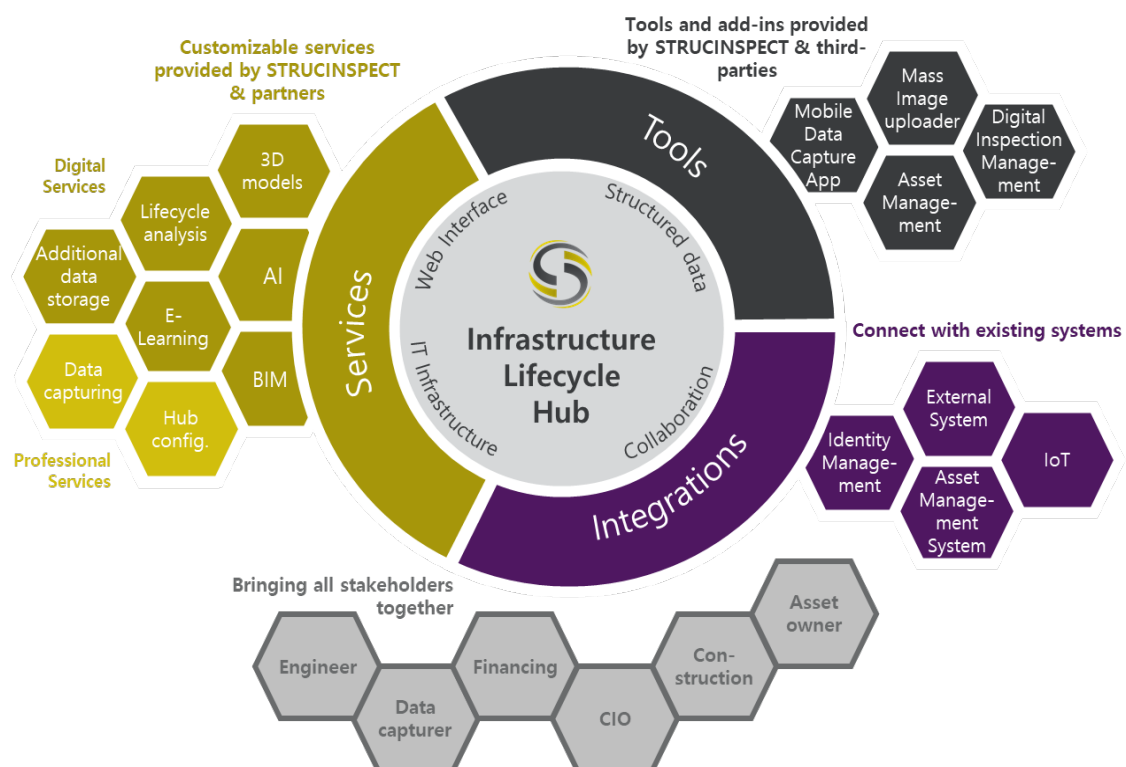 Customizable services
provided by STRUCINSPECT
& partners
Tools and add-ins provided
by STRUCINSPECT & third-
parties
Digital
Services
3D
models
Lifecycle
analysis
Additional
data
storage
AI
E-
Learning
Data
capturing
BIM
Hub
config.
Professional
Services
Services
Tools
Integrations
Web Interface
Structured data
IT Infrastructure
Collaboration
Infrastructure
Lifecycle
Hub
Mobile
Data
Capture
App
Mass
Image
uploader
Digital
Inspection
Manage-
ment
Asset
Manage-
ment
Connect with existing systems
External
System
Identity
Manage-
ment
IoT
Asset
Manage-
ment
System
Bringing all stakeholders
together
Engineer
Data
capturer
Financing
CIO
Con-
struction
Asset
owner